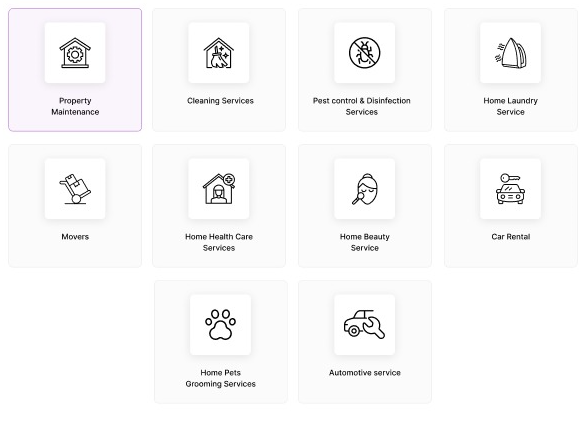 Property
Maintenance
Cleaning Services
Pest control & Disinfection
Services
Home Laundry
Service
Movers
Home Health Care
Services
Home Beauty
Service
Car Rental
Home Pets
Grooming Services
Automotive service